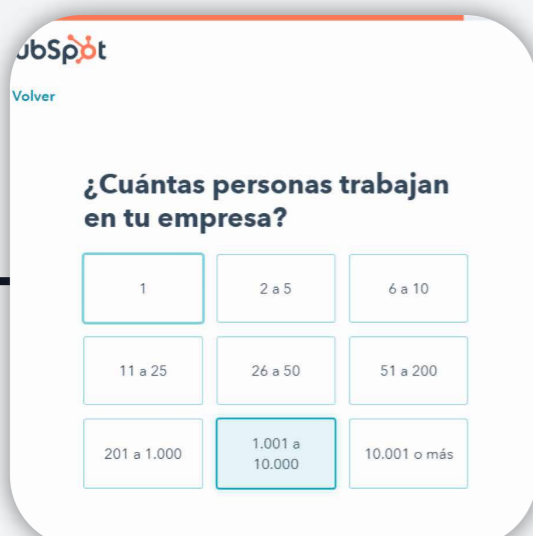 ubSpot
Volver
¿Cuántas personas trabajan
en tu empresa?
1
2 a 5
6 a 10
11 a 25
26 a 50
51 a 200
201 a 1.000
1.001 a
10.000
10.001 o más